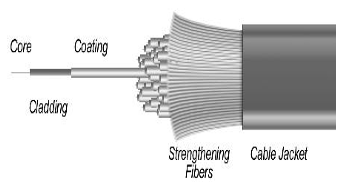 Core
Coating
Cladding
Strengthening
Fibers
Cable Jacket